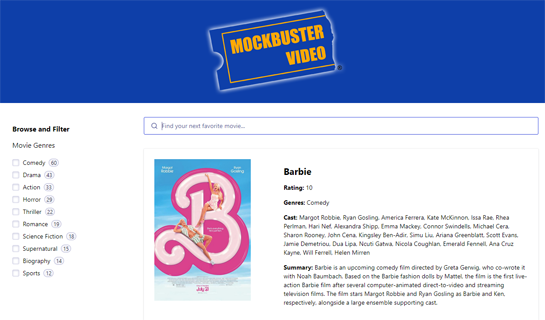 MOCKBUSTER
VIDEO
Browse and Filter
Movie Genres
Comedy 60
Drama 43
Action 33
Horror 29
Thriller 22
Romance 19
Science Fiction 18
Supernatural 15
Biography 14
Sports 12
Find your next favorite movie...
Margot
Robbie
Ryan
Gosling
B
July 21
Barbie
Rating: 10
Genres: Comedy
Cast: Margot Robbie, Ryan Gosling, America Ferrera, Kate McKinnon, Issa Rae, Rhea
Perlman, Hari Nef, Alexandra Shipp, Emma Mackey, Connor Swindells, Michael Cera,
Sharon Rooney, John Cena, Kingsley Ben-Adir, Simu Liu, Ariana Greenblatt, Scott Evans,
Jamie Demetriou, Dua Lipa, Ncuti Gatwa, Nicola Coughlan, Emerald Fennell, Ana Cruz
Kayne, Will Ferrell, Helen Mirren
Summary: Barbie is an upcoming comedy film directed by Greta Gerwig, who co-wrote it
with Noah Baumbach. Based on the Barbie fashion dolls by Mattel, the film is the first live-
action Barbie film after several computer-animated direct-to-video and streaming
television films. The film stars Margot Robbie and Ryan Gosling as Barbie and Ken,
respectively, alongside a large ensemble supporting cast.